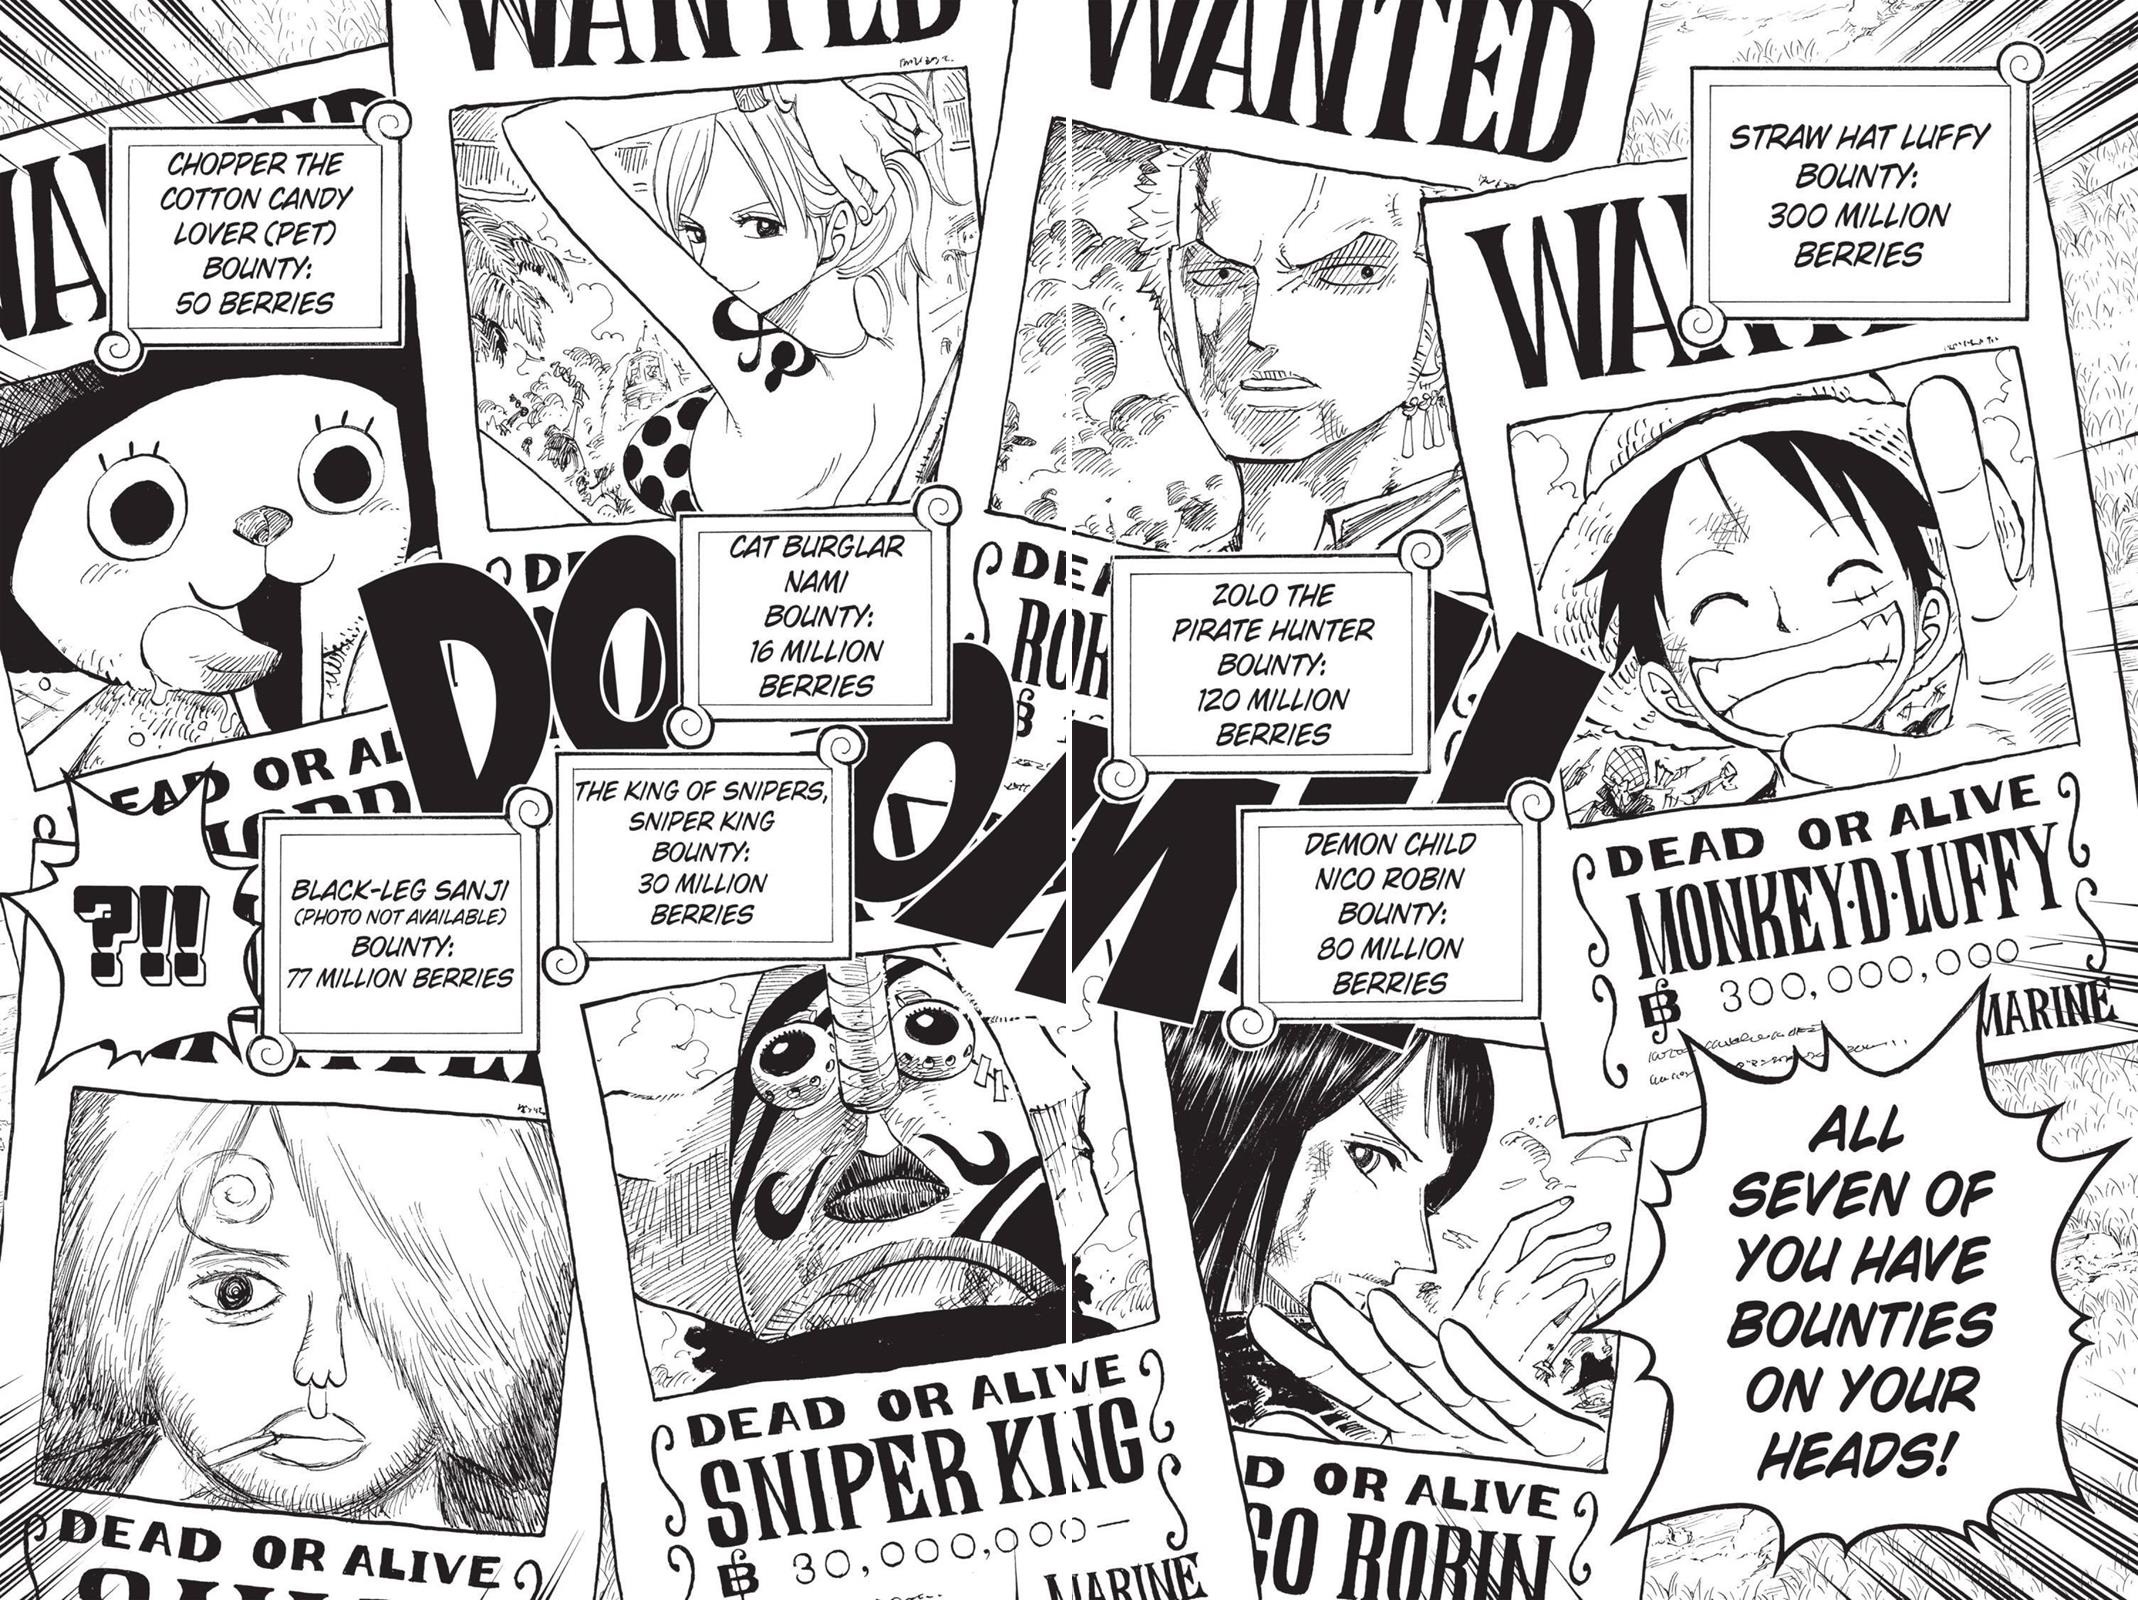 WANTED
WANTED
STRAW HAT LUFFY
BOUNTY:
300 MILLION
BERRIES
CHOPPER THE
COTTON CANDY
LOVER (PET)
BOUNTY:
50 BERRIES
CAT BURGLAR
NAMI
BOUNTY:
16 MILLION
BERRIES
ZOLO THE
PIRATE HUNTER
BOUNTY:
120 MILLION
BERRIES
DOOM!
DEAD OR AL
THE KING OF SNIPERS,
SNIPER KING
BOUNTY:
30 MILLION
BERRIES
BLACK-LEG SANJI
(PHOTO NOT AVAILABLE)
BOUNTY:
77 MILLION BERRIES
?!!
DEMON CHILD
NICO ROBIN
BOUNTY:
80 MILLION
BERRIES
DEAD OR ALIVE
MONKEY·D·LUFFY
฿ 300,000,000—
MARINE
ALL
SEVEN OF
YOU HAVE
BOUNTIES
ON YOUR
HEADS!
DEAD OR ALIVE
SNIPER KING
฿ 30,000,000—
MARINE
D OR ALIVE
CO ROBIN
DEAD OR ALIVE